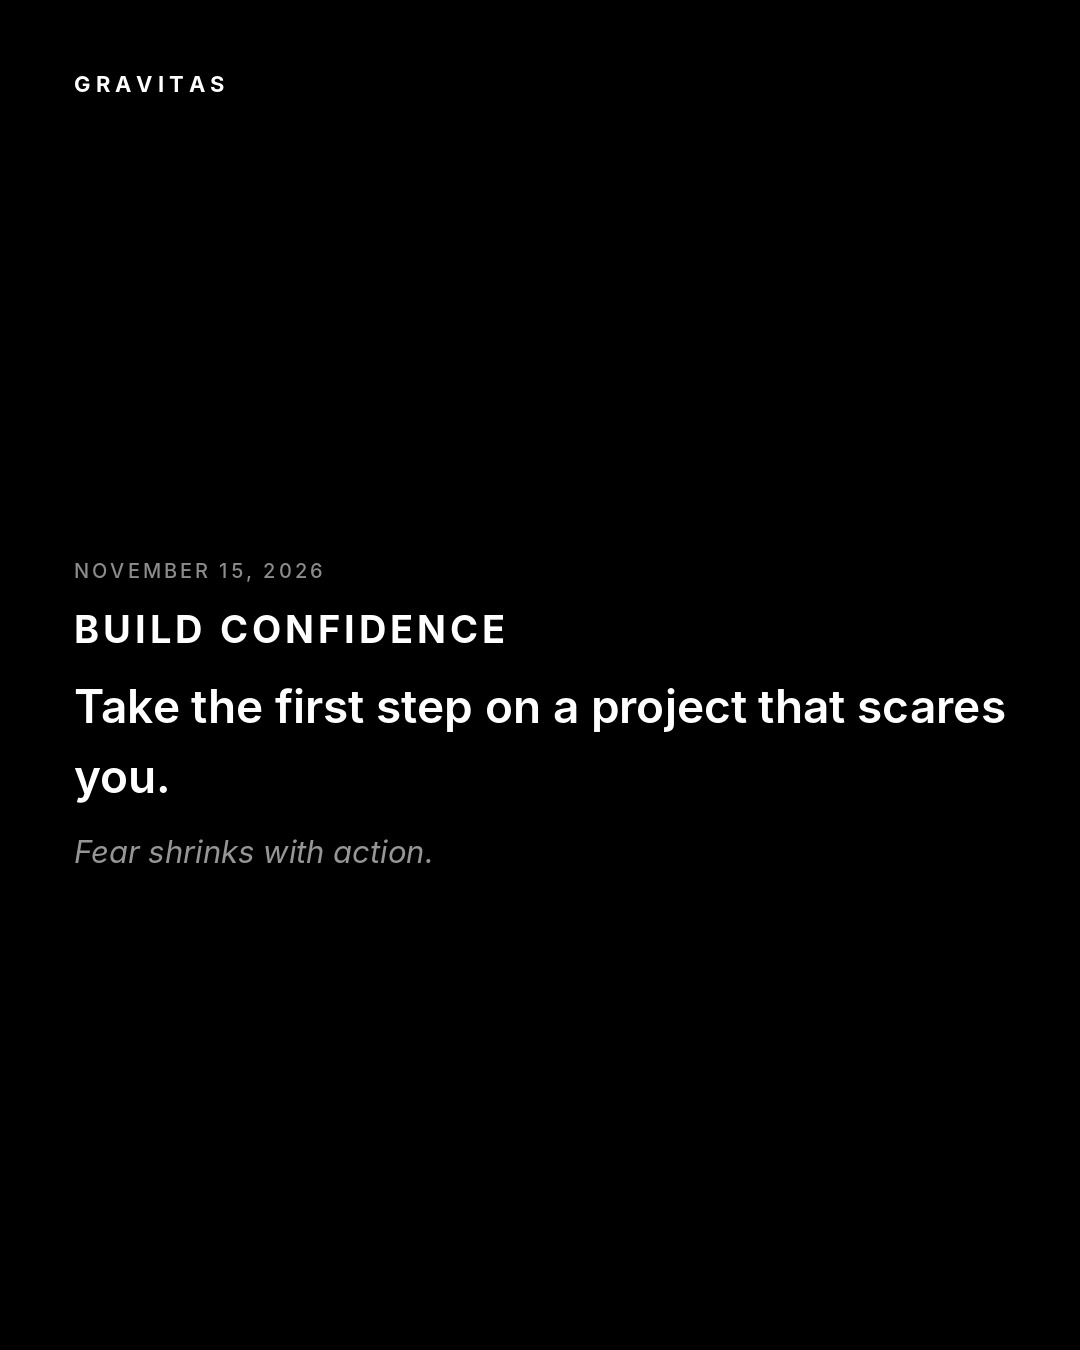 GRAVITAS
NOVEMBER 15, 2026
BUILD CONFIDENCE
Take the first step on a project that scares
you.
Fear shrinks with action.